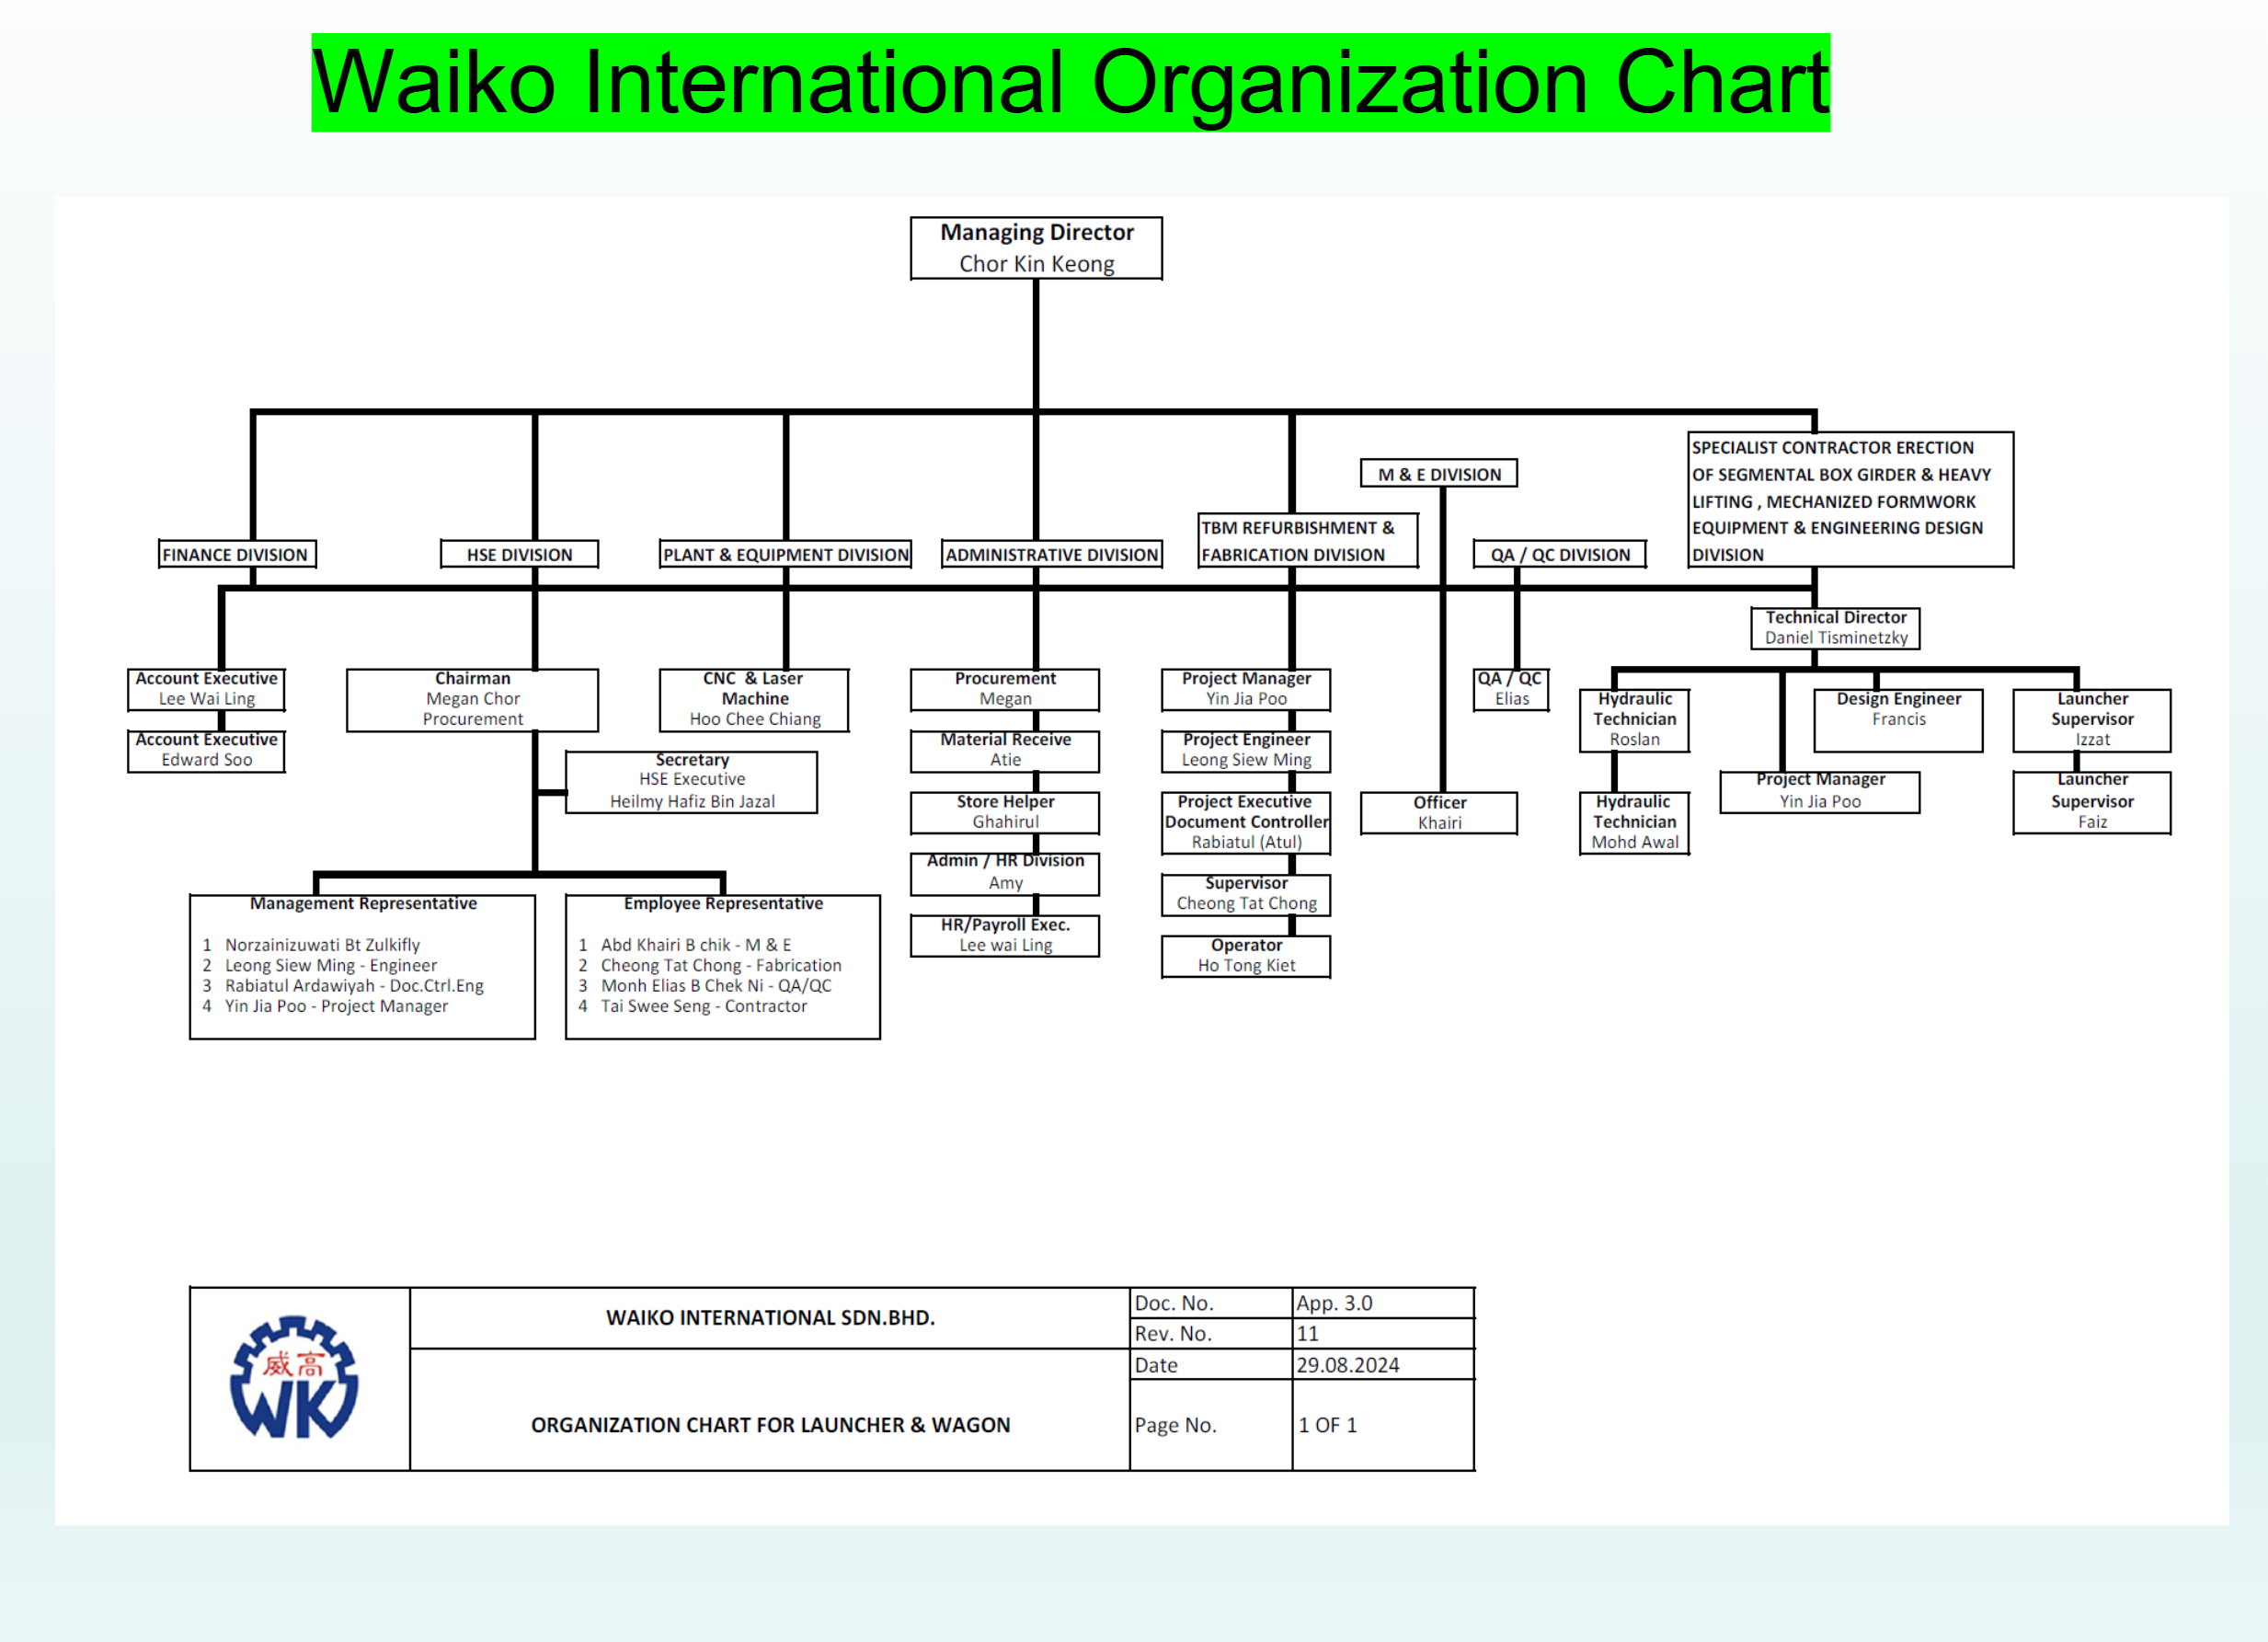 Waiko International Organization Chart
Managing Director
Chor Kin Keong
FINANCE DIVISION
HSE DIVISION
PLANT & EQUIPMENT DIVISION
ADMINISTRATIVE DIVISION
TBM REFURBISHMENT &
FABRICATION DIVISION
M & E DIVISION
QA / QC DIVISION
SPECIALIST CONTRACTOR ERECTION
OF SEGMENTAL BOX GIRDER & HEAVY
LIFTING , MECHANIZED FORMWORK
EQUIPMENT & ENGINEERING DESIGN
DIVISION
Technical Director
Daniel Tisminetzky
Account Executive
Lee Wai Ling
Account Executive
Edward Soo
Chairman
Megan Chor
Procurement
Secretary
HSE Executive
Heilmy Hafiz Bin Jazal
Management Representative
1 Norzainizuwati Bt Zulkifly
2 Leong Siew Ming - Engineer
3 Rabiatul Ardawiyah - Doc.Ctrl.Eng
4 Yin Jia Poo - Project Manager
Employee Representative
1 Abd Khairi B chik - M & E
2 Cheong Tat Chong - Fabrication
3 Monh Elias B Chek Ni - QA/QC
4 Tai Swee Seng - Contractor
CNC & Laser
Machine
Hoo Chee Chiang
Procurement
Megan
Material Receive
Atie
Store Helper
Ghahirul
Admin / HR Division
Amy
HR/Payroll Exec.
Lee wai Ling
Project Manager
Yin Jia Poo
Project Engineer
Leong Siew Ming
Project Executive
Document Controller
Rabiatul (Atul)
Supervisor
Cheong Tat Chong
Operator
Ho Tong Kiet
Officer
Khairi
QA / QC
Elias
Hydraulic
Technician
Roslan
Hydraulic
Technician
Mohd Awal
Project Manager
Yin Jia Poo
Design Engineer
Francis
Launcher
Supervisor
Izzat
Launcher
Supervisor
Faiz
威高
WK
WAIKO INTERNATIONAL SDN.BHD.
ORGANIZATION CHART FOR LAUNCHER & WAGON
Doc. No. App. 3.0
Rev. No. 11
Date 29.08.2024
Page No. 1 OF 1